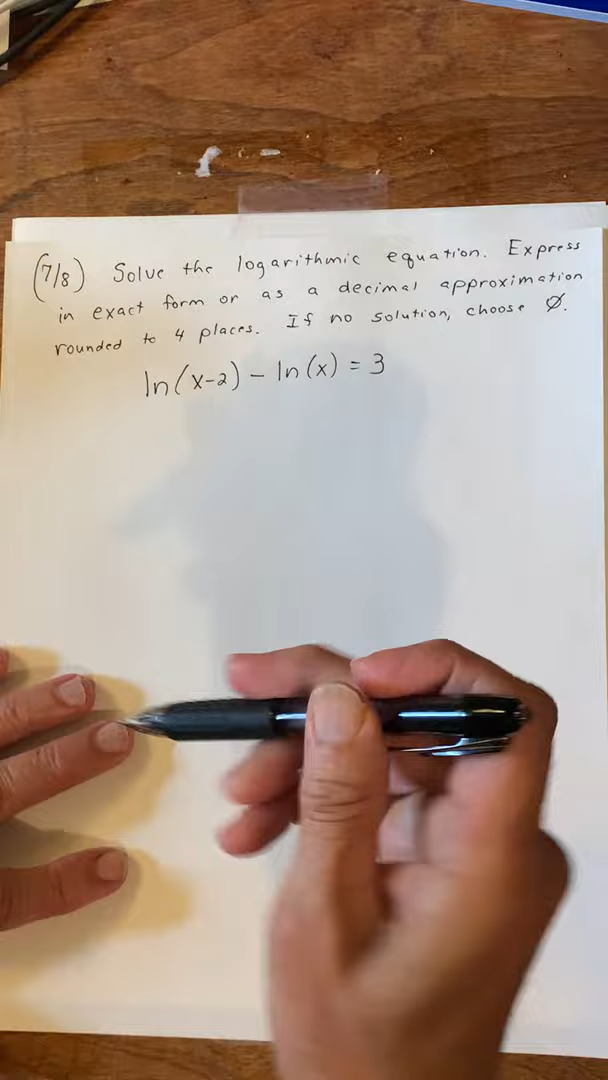 (7/8) Solve the logarithmic equation. Express
in exact form or as a decimal approximation
rounded to 4 places. If no solution, choose Ø.
ln(x-2) - ln(x) = 3